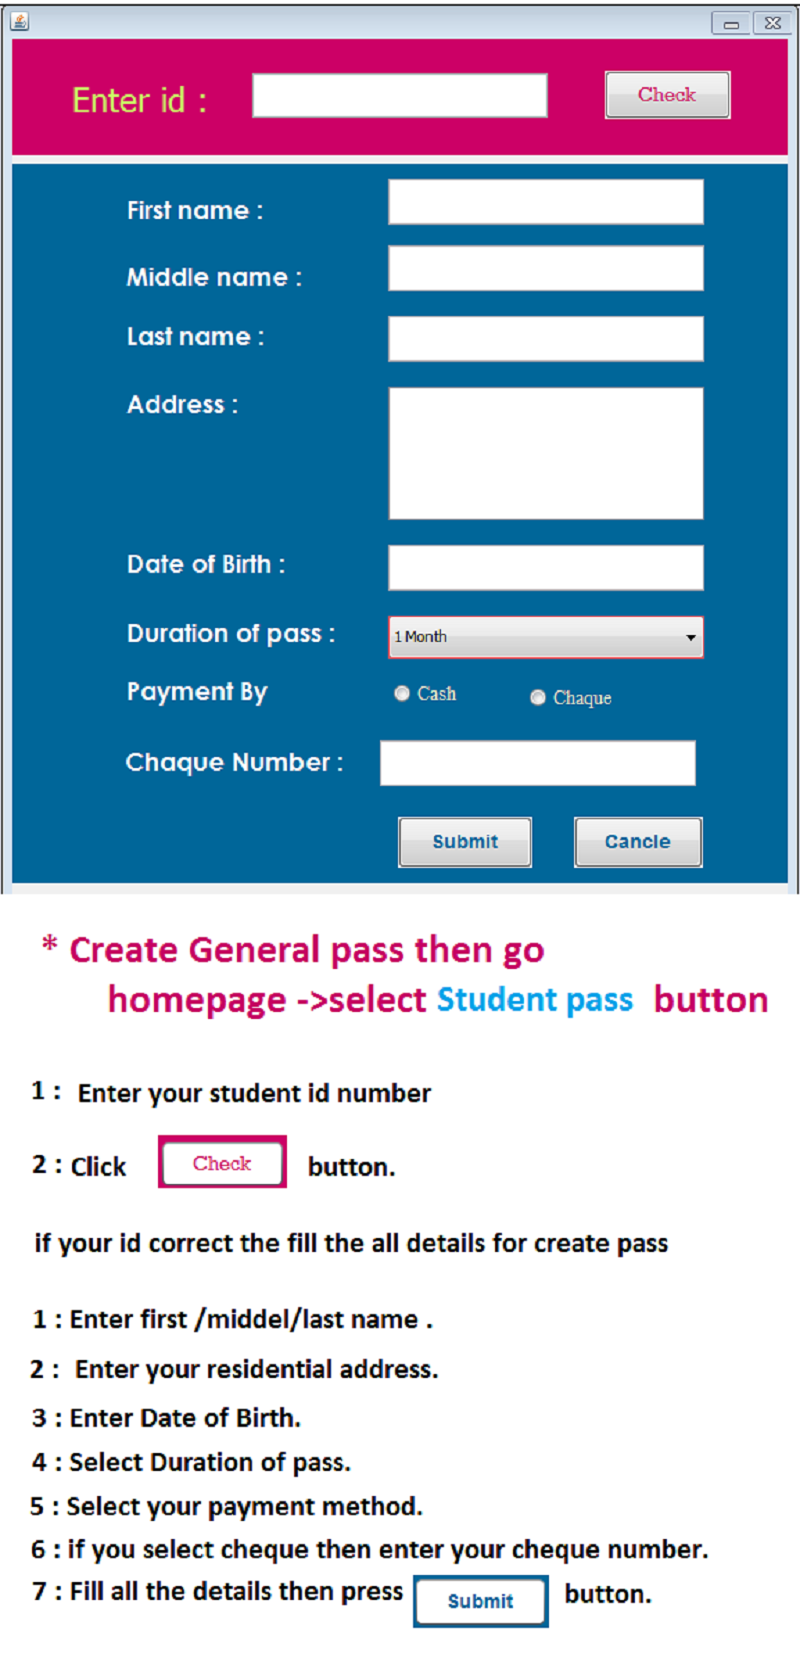 Enter id :
Check
First name :
Middle name :
Last name :
Address :
Date of Birth :
Duration of pass :
1 Month
Payment By
Cash
Chaque
Chaque Number :
Submit
Cancle
* Create General pass then go
homepage ->select Student pass button
1 : Enter your student id number
2 : Click Check button.
if your id correct the fill the all details for create pass
1 : Enter first /middel/last name .
2 : Enter your residential address.
3 : Enter Date of Birth.
4 : Select Duration of pass.
5 : Select your payment method.
6 : if you select cheque then enter your cheque number.
7 : Fill all the details then press Submit button.